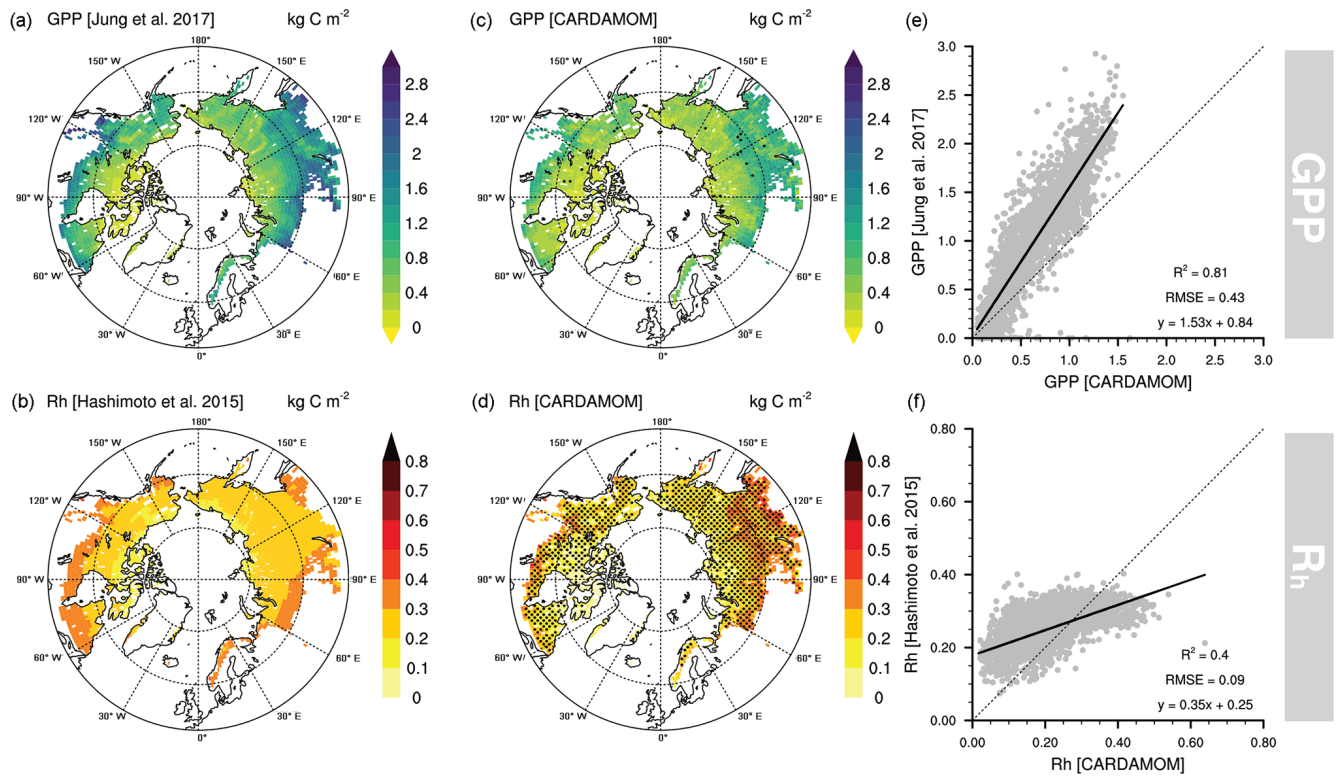 (a) GPP [Jung et al. 2017] kg C m-2
180°
150° W 150° E
120° W 120° E
90° W 90° E
60° W 60° E
30° W 30° E
0°
2.8
2.4
2
1.6
1.2
0.8
0.4
0
(c) GPP [CARDAMOM] kg C m-2
180°
150° W 150° E
120° W 120° E
90° W 90° E
60° W 60° E
30° W 30° E
0°
2.8
2.4
2
1.6
1.2
0.8
0.4
0
(e)
GPP [Jung et al. 2017]
3.0
2.5
2.0
1.5
1.0
0.5
0.0
R2 = 0.81
RMSE = 0.43
y = 1.53x + 0.84
0.0 0.5 1.0 1.5 2.0 2.5 3.0
GPP [CARDAMOM]
GPP
(b) Rh [Hashimoto et al. 2015] kg C m-2
180°
150° W 150° E
120° W 120° E
90° W 90° E
60° W 60° E
30° W 30° E
0°
0.8
0.7
0.6
0.5
0.4
0.3
0.2
0.1
0
(d) Rh [CARDAMOM] kg C m-2
180°
150° W 150° E
120° W 120° E
90° W 90° E
60° W 60° E
30° W 30° E
0°
0.8
0.7
0.6
0.5
0.4
0.3
0.2
0.1
0
(f)
Rh [Hashimoto et al. 2015]
0.80
0.60
0.40
0.20
0.00
R2 = 0.4
RMSE = 0.09
y = 0.35x + 0.25
0.00 0.20 0.40 0.60 0.80
Rh [CARDAMOM]
Rh